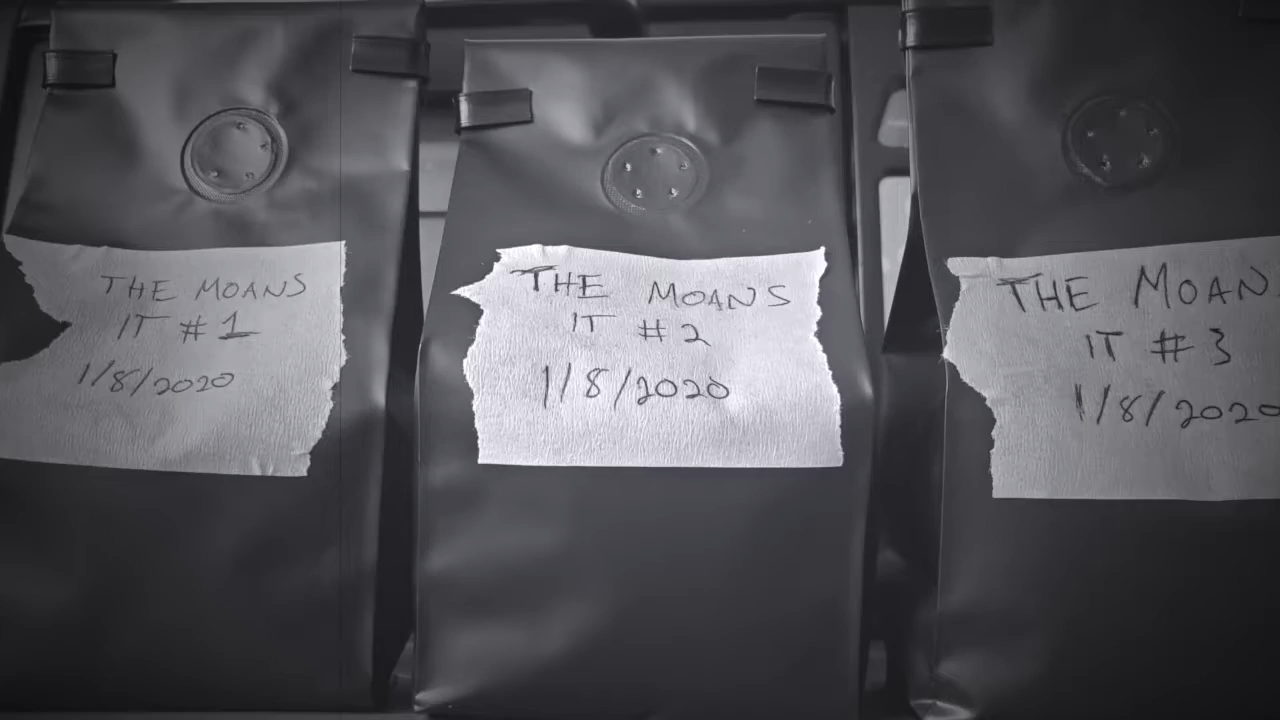 THE MOANS
IT #1
1/8/2020
THE MOANS
IT #2
1/8/2020
THE MOAN
IT #3
1/8/2020